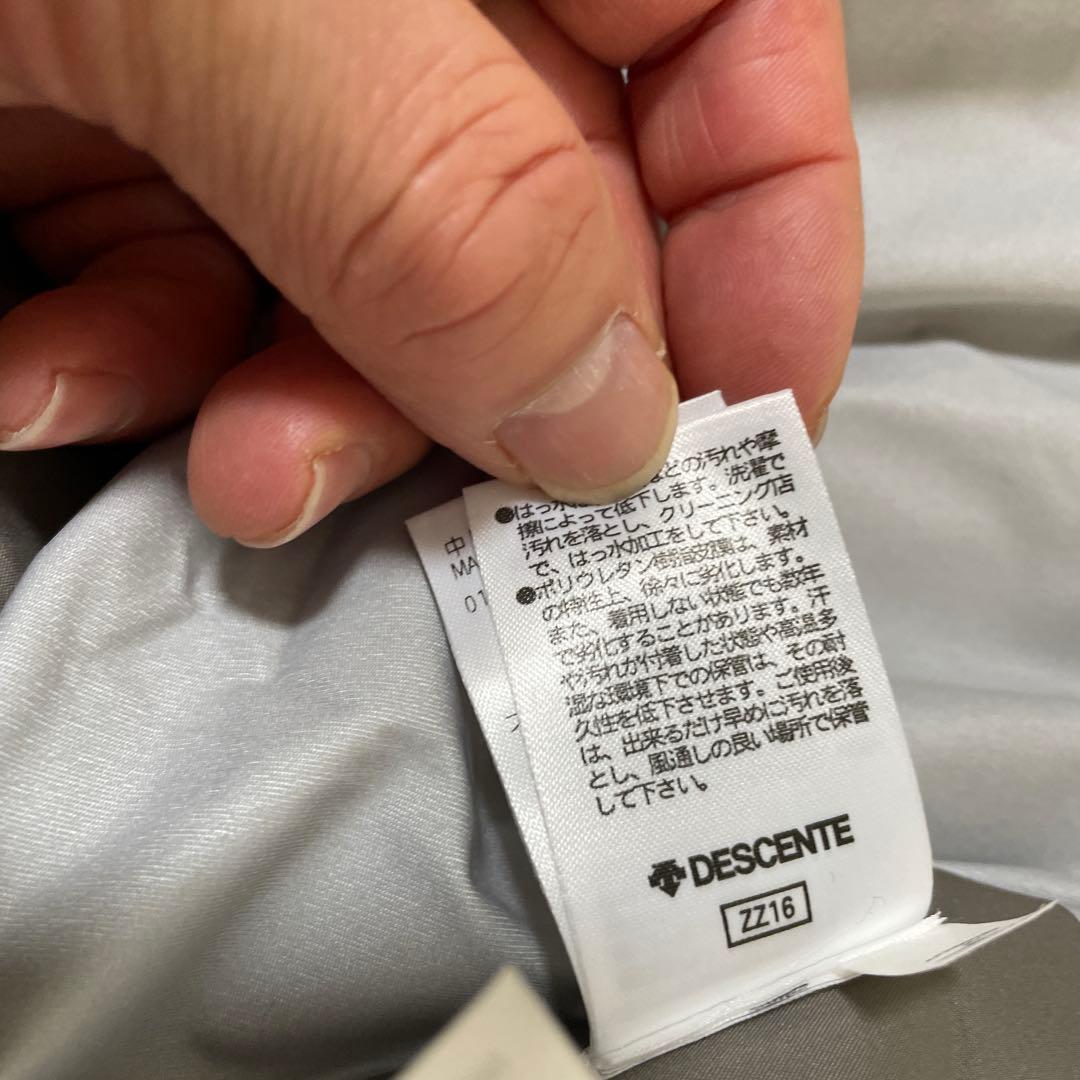 ●はっ水
などの汚れや摩
擦によって低下します。洗濯で
汚れを落とし、クリーニング店
で、はっ水加工をして下さい。
●ポリウレタン樹脂皮膜は、素材
の特性上、徐々に劣化します。
また、着用しない状態でも数年
で劣化することがあります。汗
や汚れが付着した状態や高温多
湿な環境下での保管は、その耐
久性を低下させます。ご使用後
は、出来るだけ早めに汚れを落
とし、風通しの良い場所で保管
して下さい。
DESCENTE
ZZ16
中
MA
01